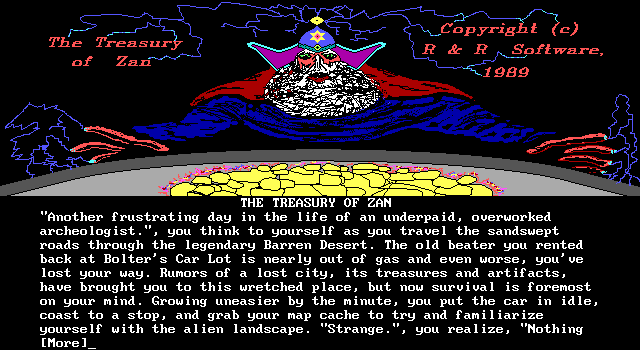 The Treasury
of Zan
Copyright (c)
R & R Software,
1989
THE TREASURY OF ZAN
"Another frustrating day in the life of an underpaid, overworked
archeologist.", you think to yourself as you travel the sandswept
roads through the legendary Barren Desert. The old beater you rented
back at Bolter's Car Lot is nearly out of gas and even worse, you've
lost your way. Rumors of a lost city, its treasures and artifacts,
have brought you to this wretched place, but now survival is foremost
on your mind. Growing uneasier by the minute, you put the car in idle,
coast to a stop, and grab your map cache to try and familiarize
yourself with the alien landscape. "Strange.", you realize, "Nothing
[More]_